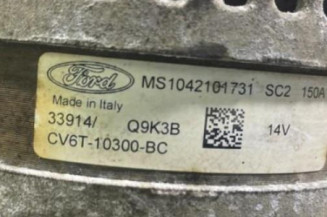 Ford MS1042101731 SC2 150A
Made in Italy
33914/ Q9K3B 14V
CV6T-10300-BC